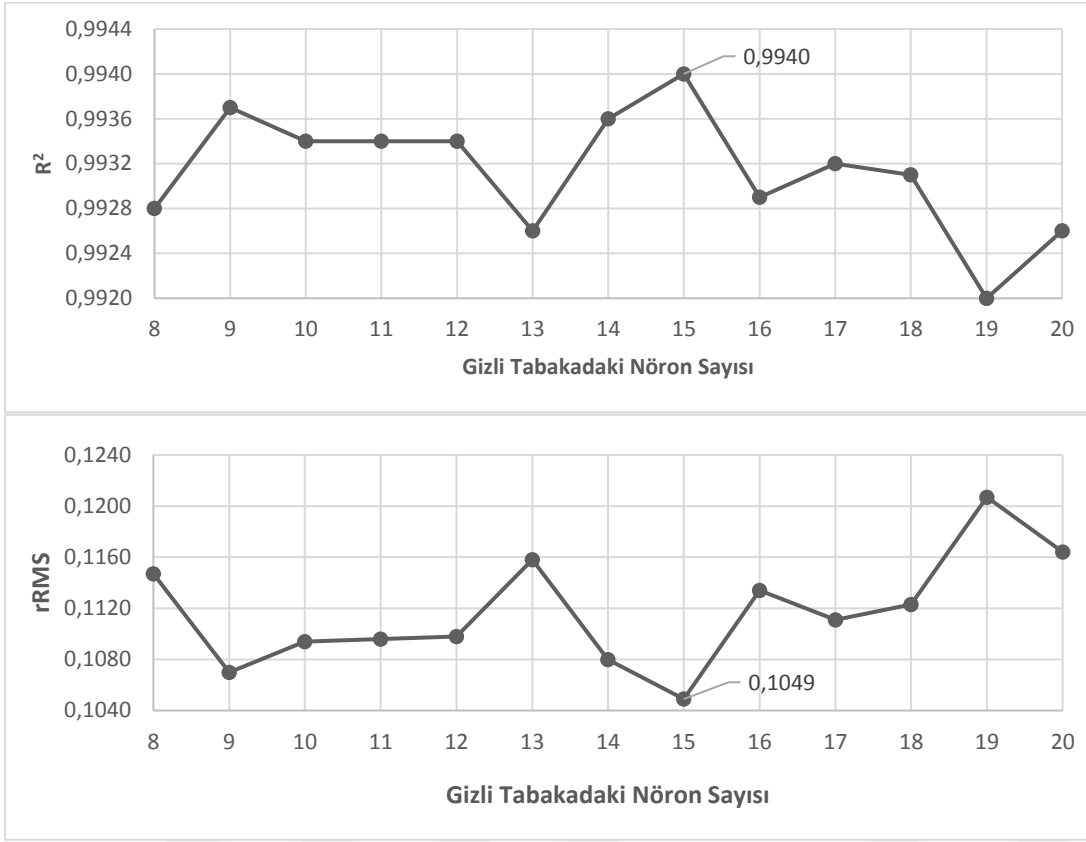 0,9944
0,9940
0,9936
0,9932
0,9928
0,9924
0,9920
R²
0,9940
8 9 10 11 12 13 14 15 16 17 18 19 20
Gizli Tabakadaki Nöron Sayısı
0,1240
0,1200
0,1160
0,1120
0,1080
0,1040
rRMS
0,1049
8 9 10 11 12 13 14 15 16 17 18 19 20
Gizli Tabakadaki Nöron Sayısı